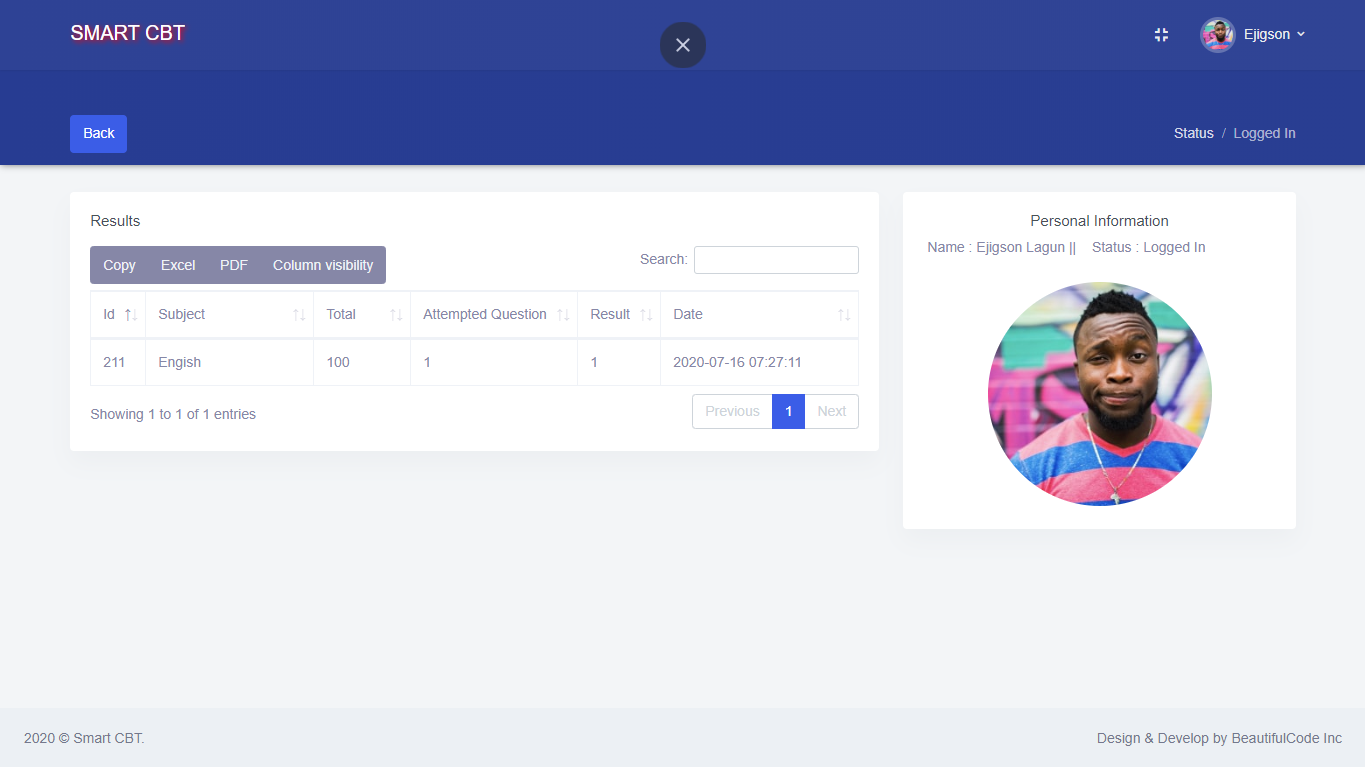 SMART CBT
Ejigson
Back
Status / Logged In
Results
Copy Excel PDF Column visibility
Search:
Id Subject Total Attempted Question Result Date
211 Engish 100 1 1 2020-07-16 07:27:11
Showing 1 to 1 of 1 entries
Previous 1 Next
Personal Information
Name : Ejigson Lagun || Status : Logged In
2020 © Smart CBT.
Design & Develop by BeautifulCode Inc